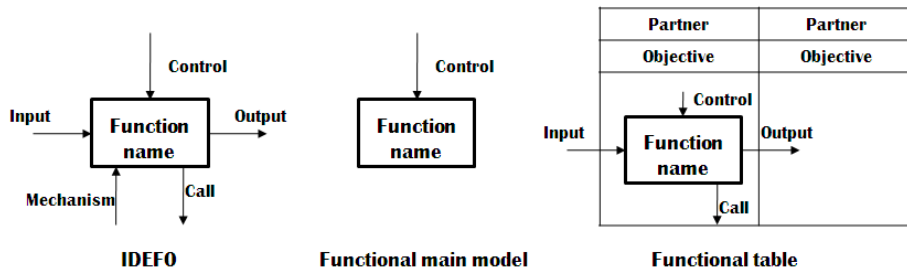 Control
Input
Function
name
Output
Mechanism
Call
IDEF0
Control
Function
name
Functional main model
Partner
Partner
Objective
Objective
Control
Input
Function
name
Output
Call
Functional table